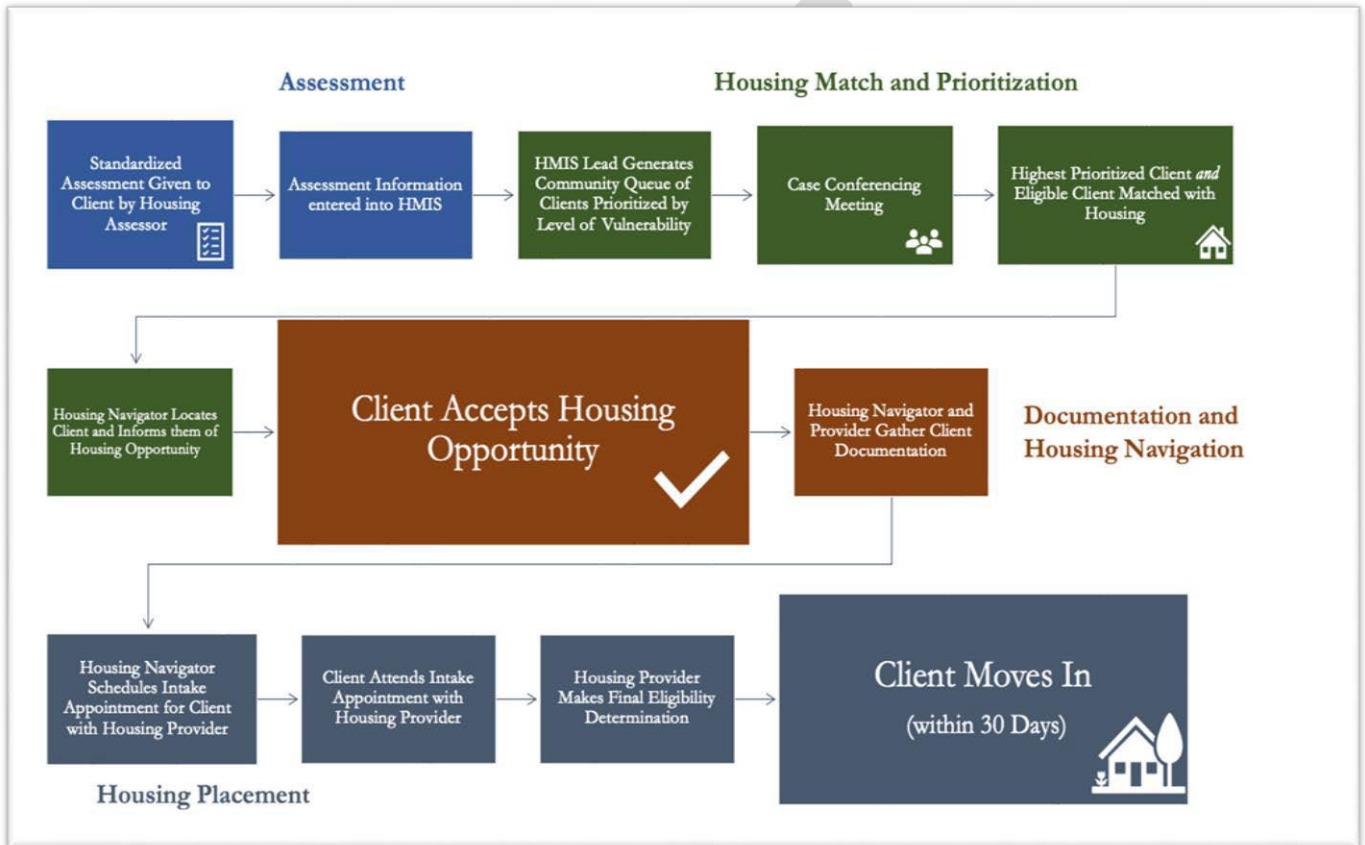 Assessment
Housing Match and Prioritization
Standardized
Assessment Given to
Client by Housing
Assessor
Assessment Information
entered into HMIS
HMIS Lead Generates
Community Queue of
Clients Prioritized by
Level of Vulnerability
Case Conferencing
Meeting
Highest Prioritized Client and
Eligible Client Matched with
Housing
Housing Navigator Locates
Client and Informs them of
Housing Opportunity
Client Accepts Housing
Opportunity
Housing Navigator and
Provider Gather Client
Documentation
Documentation and
Housing Navigation
Housing Navigator
Schedules Intake
Appointment for Client
with Housing Provider
Client Attends Intake
Appointment with
Housing Provider
Housing Provider
Makes Final Eligibility
Determination
Client Moves In
(within 30 Days)
Housing Placement